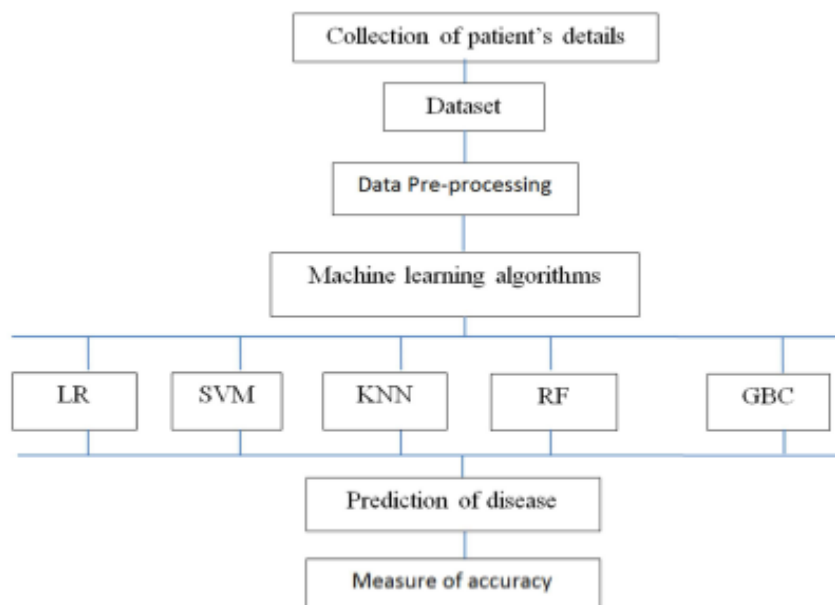 Collection of patient's details
Dataset
Data Pre-processing
Machine learning algorithms
LR
SVM
KNN
RF
GBC
Prediction of disease
Measure of accuracy